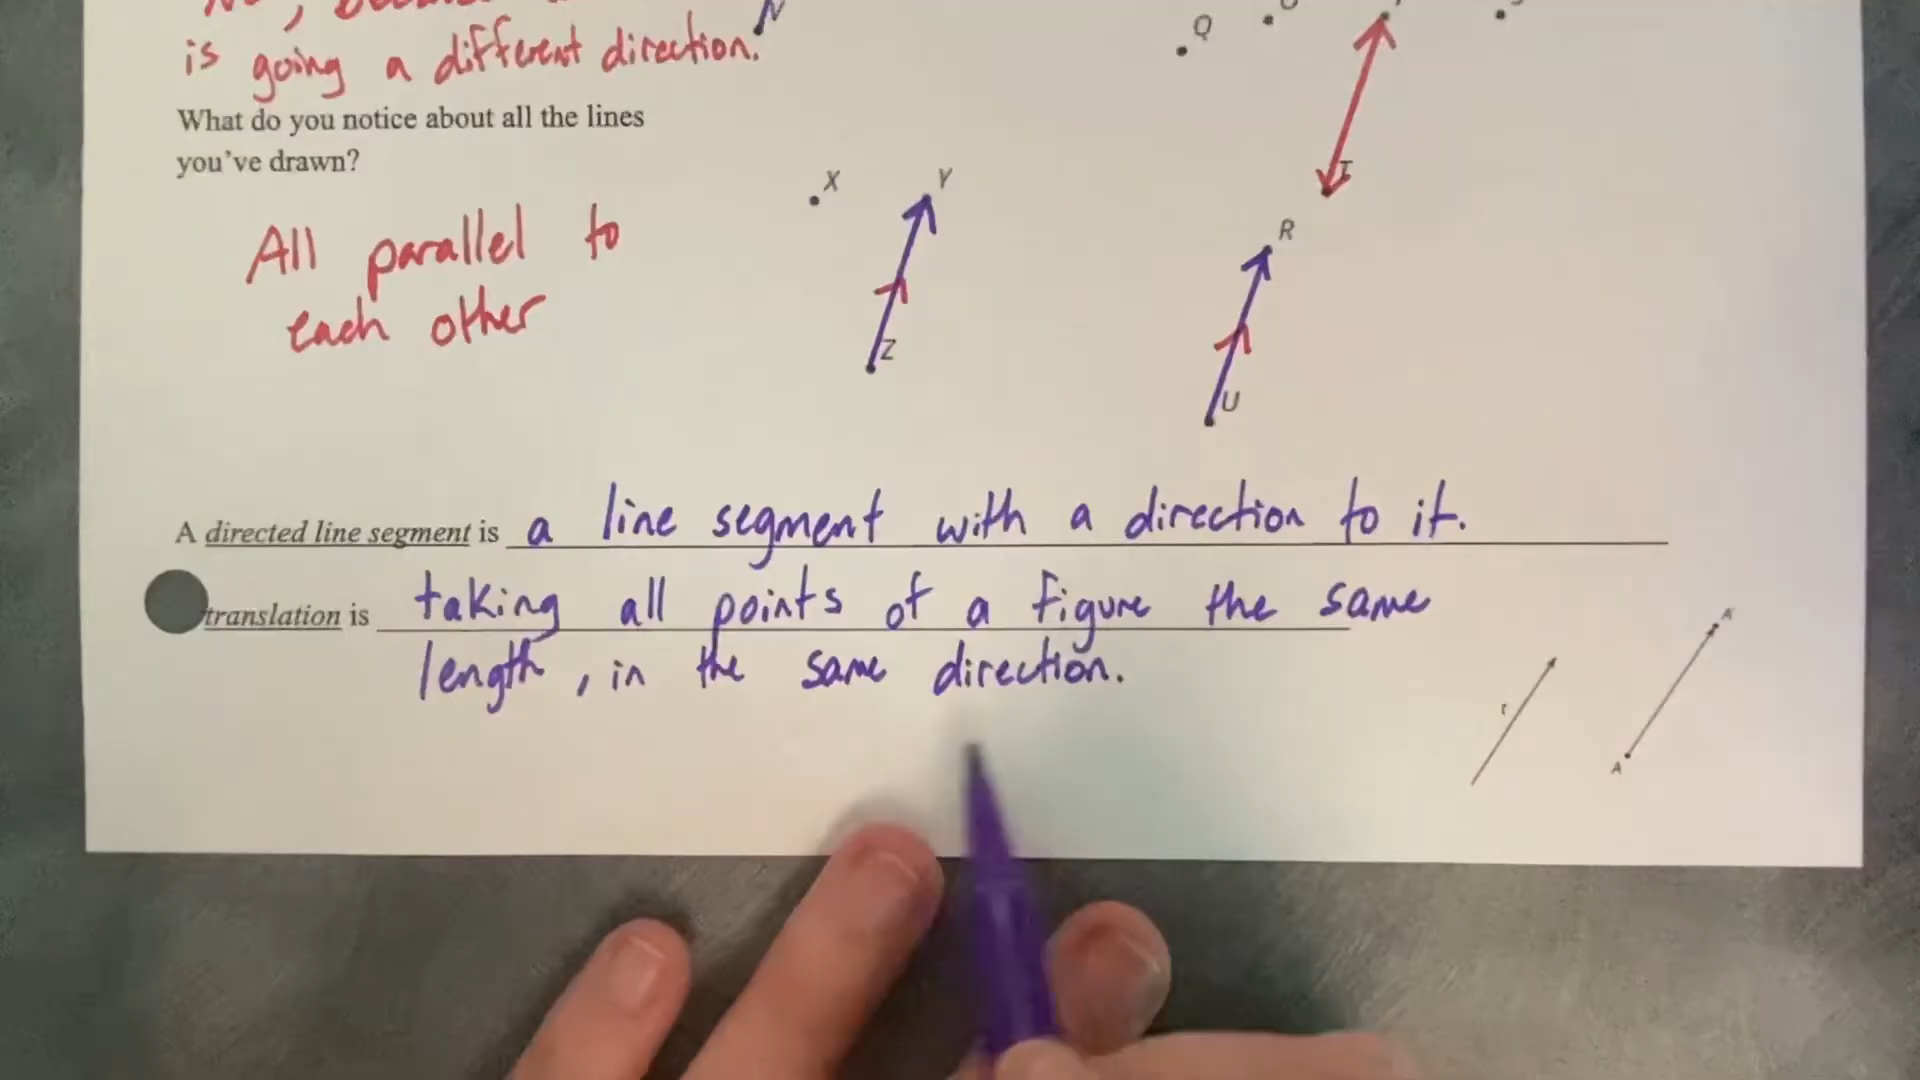 is going a different direction.
N
Q
What do you notice about all the lines
you've drawn?
X
Y
I
All parallel to
each other
R
Z
U
A directed line segment is a line segment with a direction to it.
translation is taking all points of a figure the same
length, in the same direction.
A'
r
A